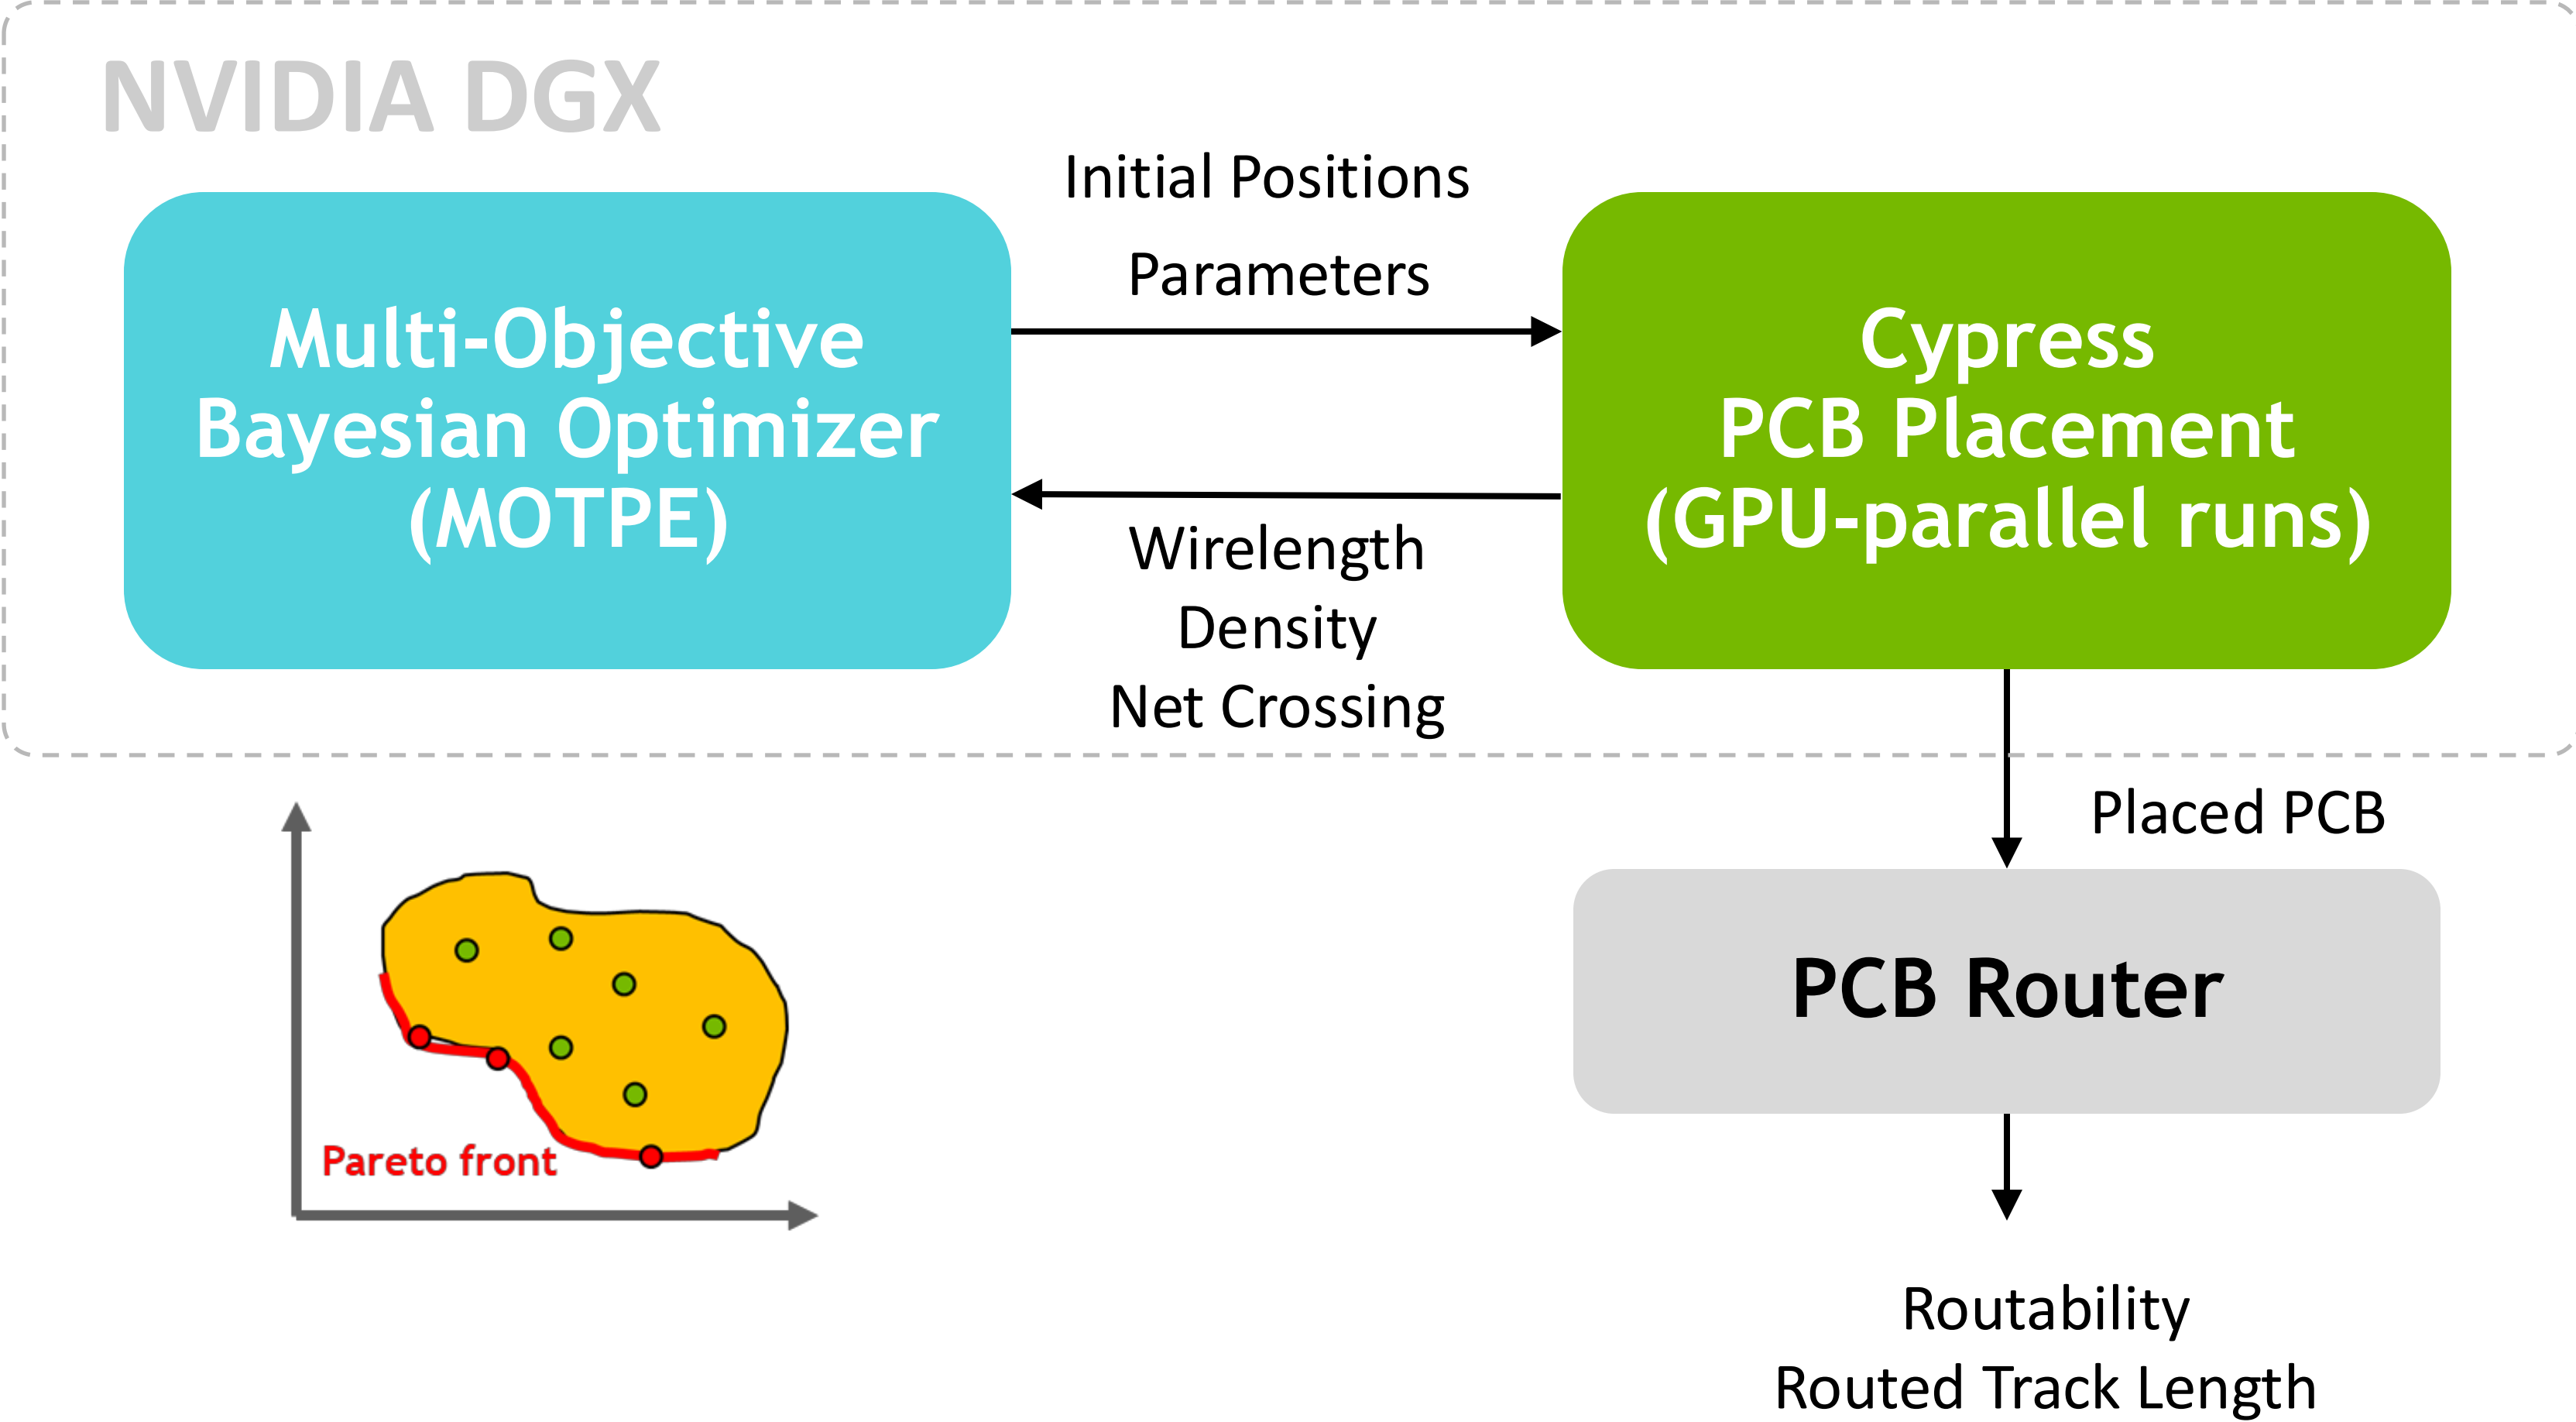 NVIDIA DGX
Initial Positions
Parameters
Multi-Objective
Bayesian Optimizer
(MOTPE)
Cypress
PCB Placement
(GPU-parallel runs)
Wirelength
Density
Net Crossing
Placed PCB
PCB Router
Pareto front
Routability
Routed Track Length